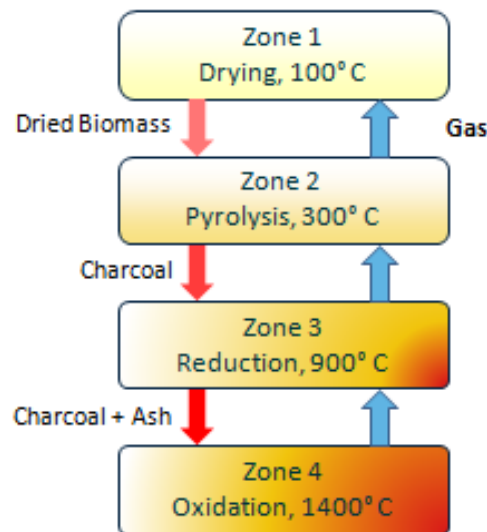 Zone 1
Drying, 100° C
Dried Biomass
Gas
Zone 2
Pyrolysis, 300° C
Charcoal
Zone 3
Reduction, 900° C
Charcoal + Ash
Zone 4
Oxidation, 1400° C